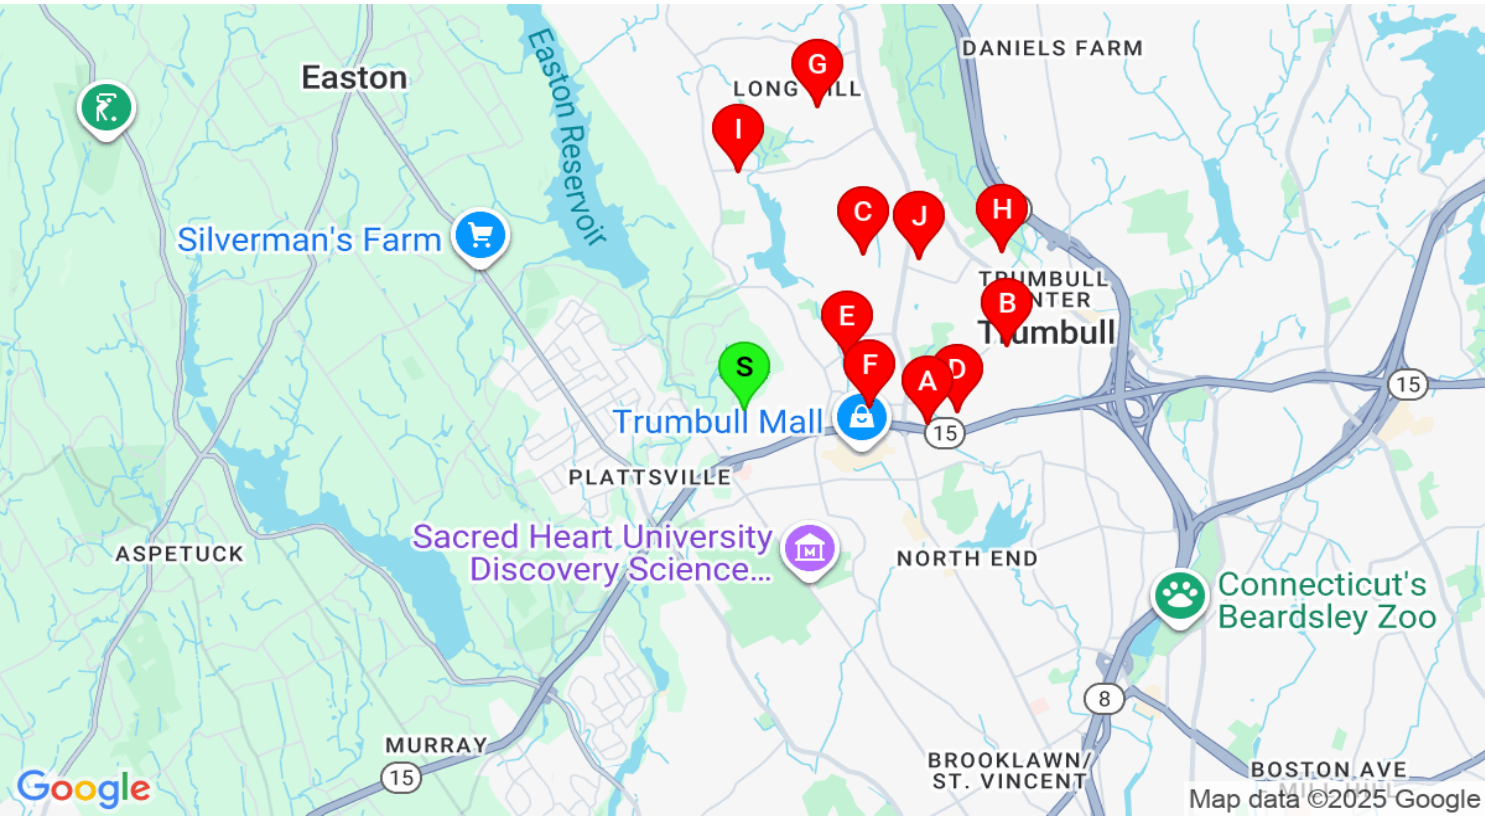 DANIELS FARM
G
Easton
LONG HILL
Easton Reservoir
I
C
J
H
Silverman's Farm
TRUMBULL
CENTER
B
E
Trumbull
S
F
D
A
15
Trumbull Mall
15
PLATTSVILLE
Sacred Heart University
Discovery Science...
M
ASPETUCK
NORTH END
Connecticut's
Beardsley Zoo
8
MURRAY
15
BROOKLAWN/
ST. VINCENT
BOSTON AVE
- MILL HILL
Google
Map data ©2025 Google